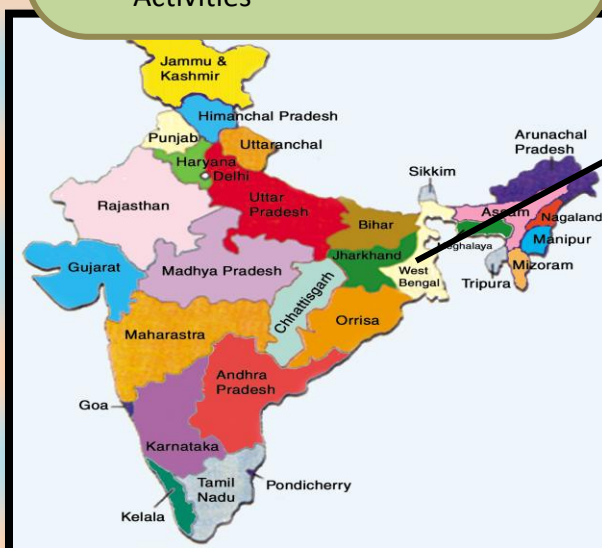 Activities
Jammu &
Kashmir
Himanchal Pradesh
Punjab
Uttaranchal
Haryana
Delhi
Arunachal
Pradesh
Sikkim
Rajasthan
Uttar
Pradesh
Assam
Nagaland
Bihar
Manipur
Jharkhand
Gujarat
Madhya Pradesh
West
Bengal
Mizoram
Tripura
Chhattisgarh
Maharastra
Orrisa
Andhra
Pradesh
Goa
Karnataka
Tamil
Nadu
Pondicherry
Kelala